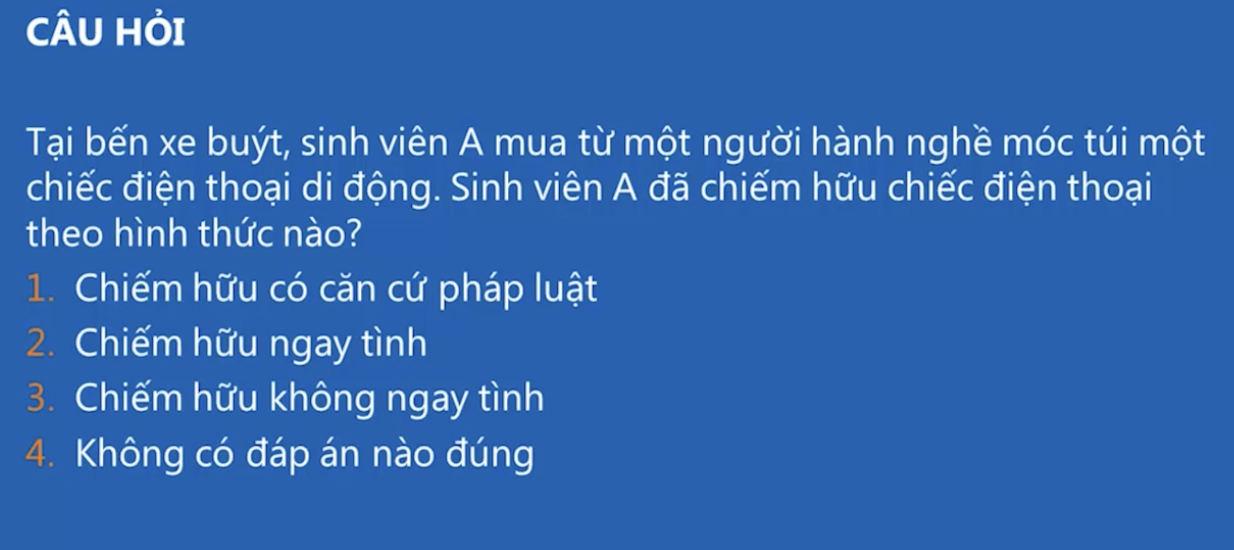 CÂU HỎI
Tại bến xe buýt, sinh viên A mua từ một người hành nghề móc túi một
chiếc điện thoại di động. Sinh viên A đã chiếm hữu chiếc điện thoại
theo hình thức nào?
1. Chiếm hữu có căn cứ pháp luật
2. Chiếm hữu ngay tình
3. Chiếm hữu không ngay tình
4. Không có đáp án nào đúng